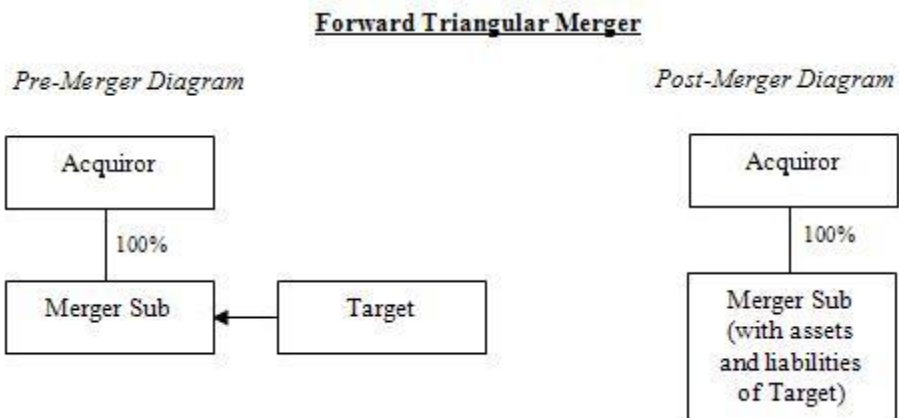 Forward Triangular Merger
Pre-Merger Diagram
Post-Merger Diagram
Acquiror
100%
Merger Sub
Target
Acquiror
100%
Merger Sub
(with assets
and liabilities
of Target)